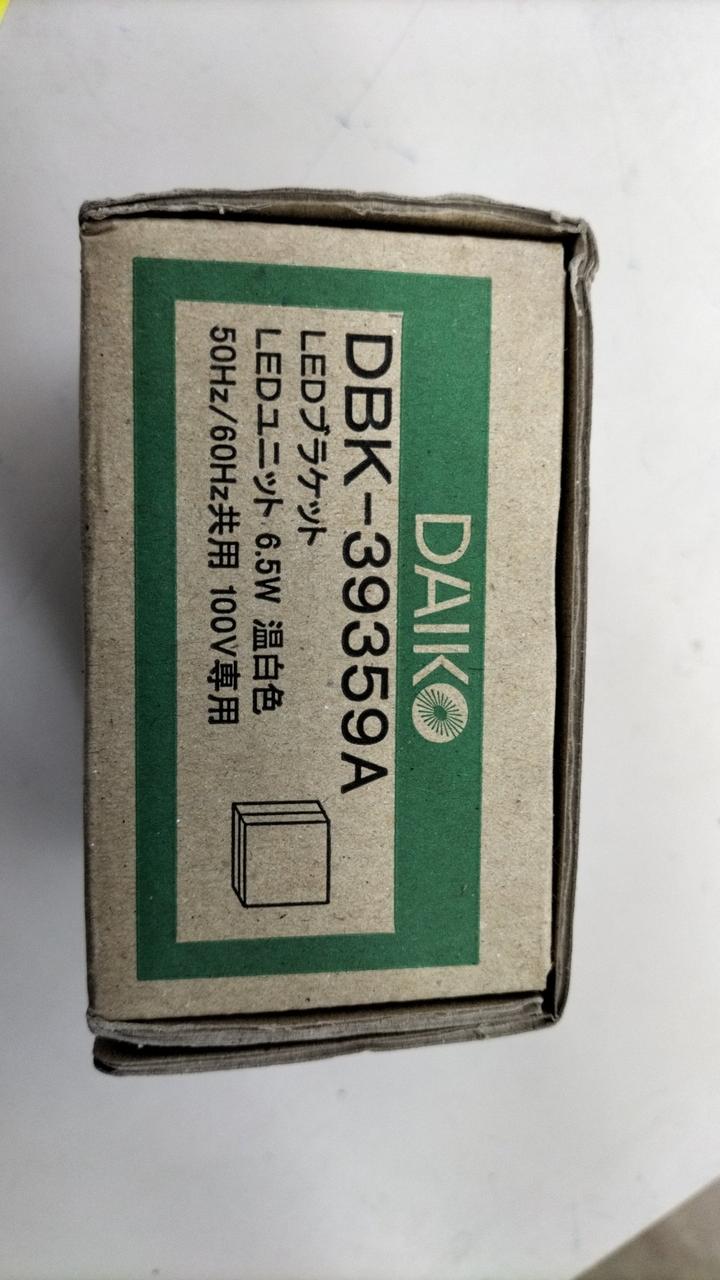 DAIKO
DBK-39359A
LEDブラケット
LEDユニット 6.5W 温白色
50Hz/60Hz共用 100V専用